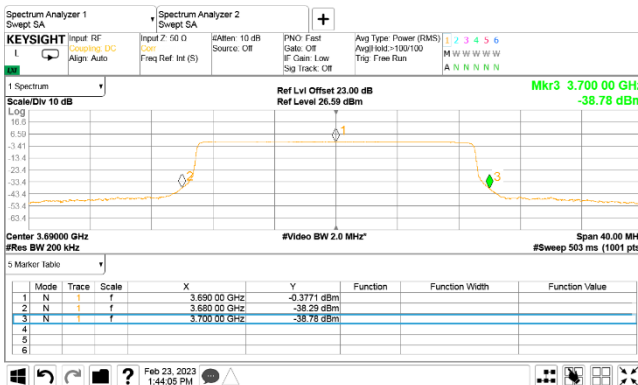 Spectrum Analyzer 1
Swept SA
Spectrum Analyzer 2
Swept SA
+
KEYSIGHT
L
Input: RF
Coupling: DC
Align: Auto
Input Z: 50 Ω
Corr
Freq Ref: Int (S)
#Atten: 10 dB
Source: Off
PNO: Fast
Gate: Off
IF Gain: Low
Sig Track: Off
Avg Type: Power (RMS)
Avg|Hold:>100/100
Trig: Free Run
1 2 3 4 5 6
M W W W W W
A N N N N N
1 Spectrum
Scale/Div 10 dB
Log
Ref Lvl Offset 23.00 dB
Ref Level 26.59 dBm
Mkr3 3.700 00 GHz
-38.78 dBm
16.6
6.59
-3.41
-13.4
-23.4
-33.4
-43.4
-53.4
-63.4
1
2
3
Center 3.69000 GHz
#Res BW 200 kHz
#Video BW 2.0 MHz*
Span 40.00 MH
#Sweep 503 ms (1001 pts
5 Marker Table
Mode Trace Scale X Y Function Function Width Function Value
1 N 1 f 3.690 00 GHz -0.3771 dBm
2 N 1 f 3.680 00 GHz -38.29 dBm
3 N 1 f 3.700 00 GHz -38.78 dBm
4
5
6
?
Feb 23, 2023
1:44:05 PM